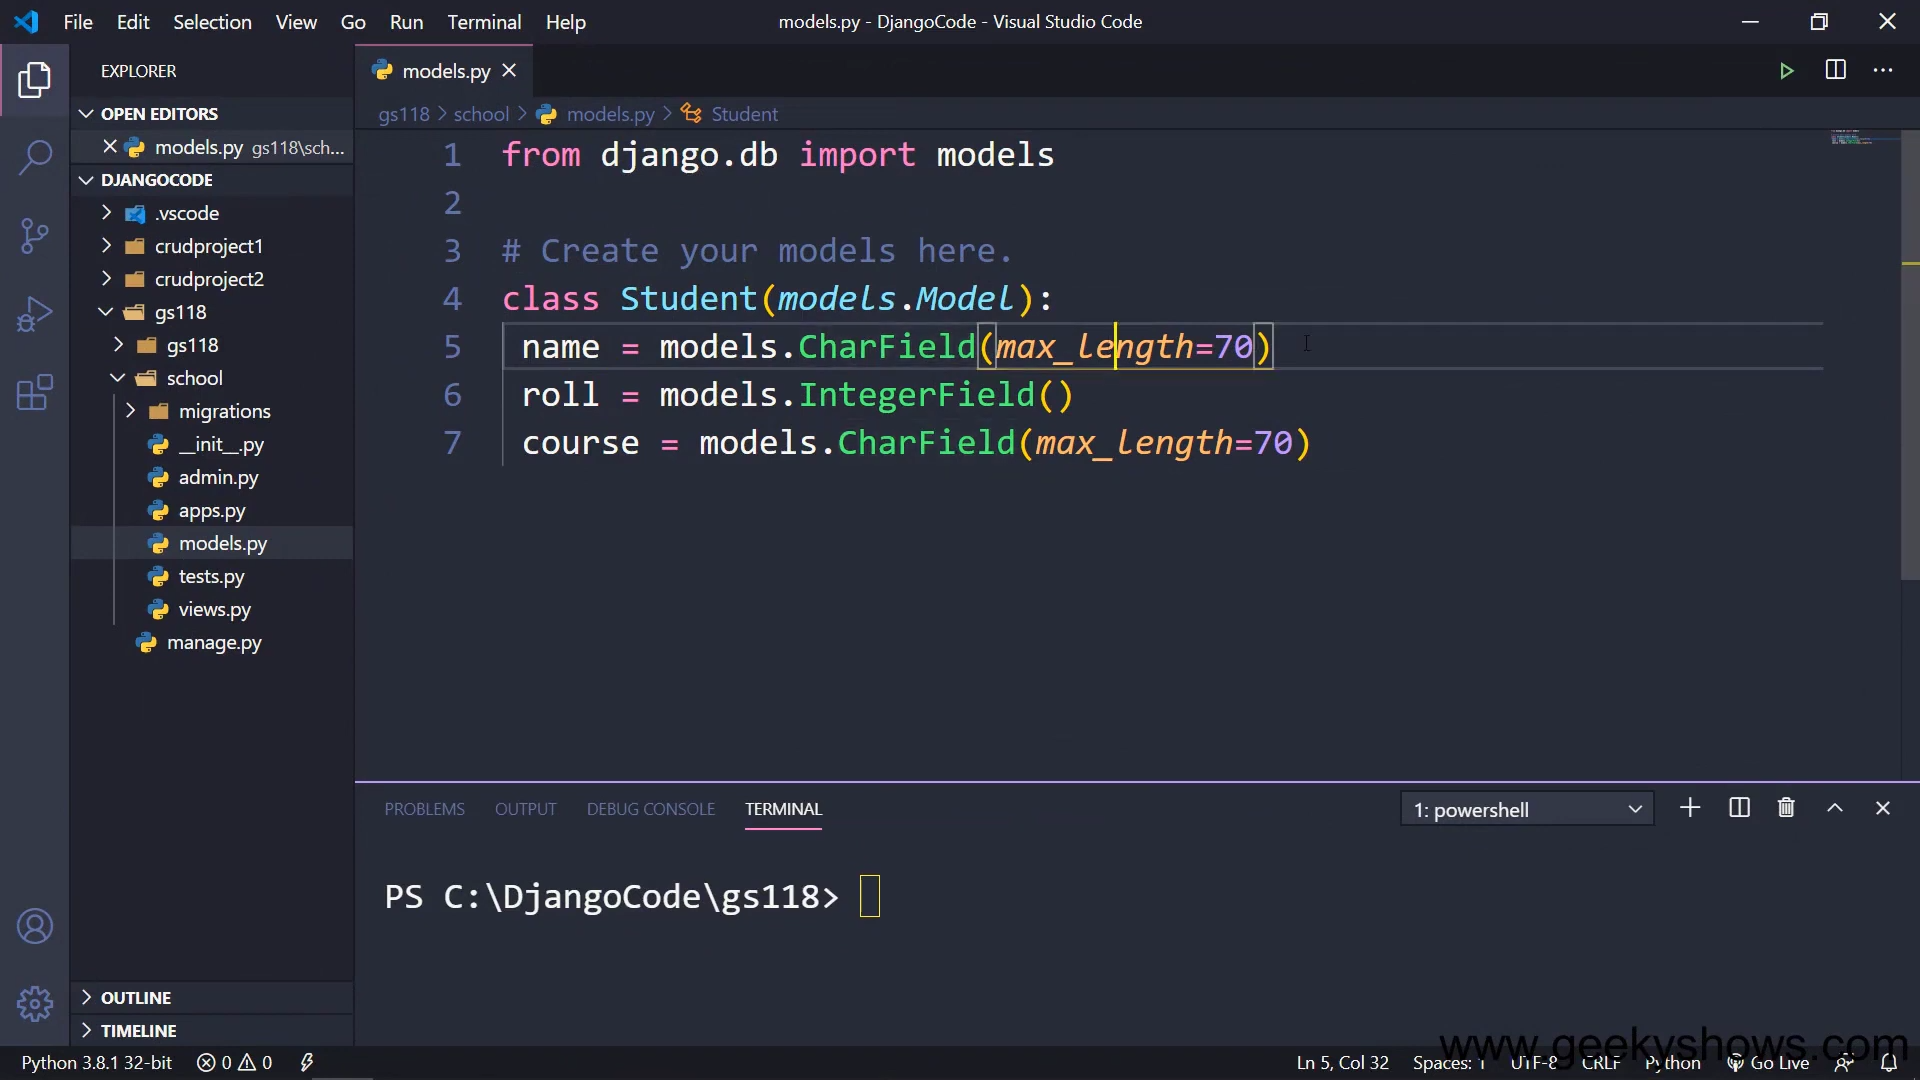 File Edit Selection View Go Run Terminal Help
models.py - DjangoCode - Visual Studio Code
EXPLORER
OPEN EDITORS
models.py gs118\sch...
DJANGOCODE
.vscode
crudproject1
crudproject2
gs118
gs118
school
migrations
__init__.py
admin.py
apps.py
models.py
tests.py
views.py
manage.py
OUTLINE
TIMELINE
models.py
gs118 > school > models.py > Student
1 from django.db import models
2
3 # Create your models here.
4 class Student(models.Model):
5 name = models.CharField(max_length=70)
6 roll = models.IntegerField()
7 course = models.CharField(max_length=70)
PROBLEMS OUTPUT DEBUG CONSOLE TERMINAL
1: powershell
PS C:\DjangoCode\gs118>
www.geekyshows.com
Python 3.8.1 32-bit 0 0
Ln 5, Col 32 Spaces: 1 UTF-8 CRLF Python Go Live